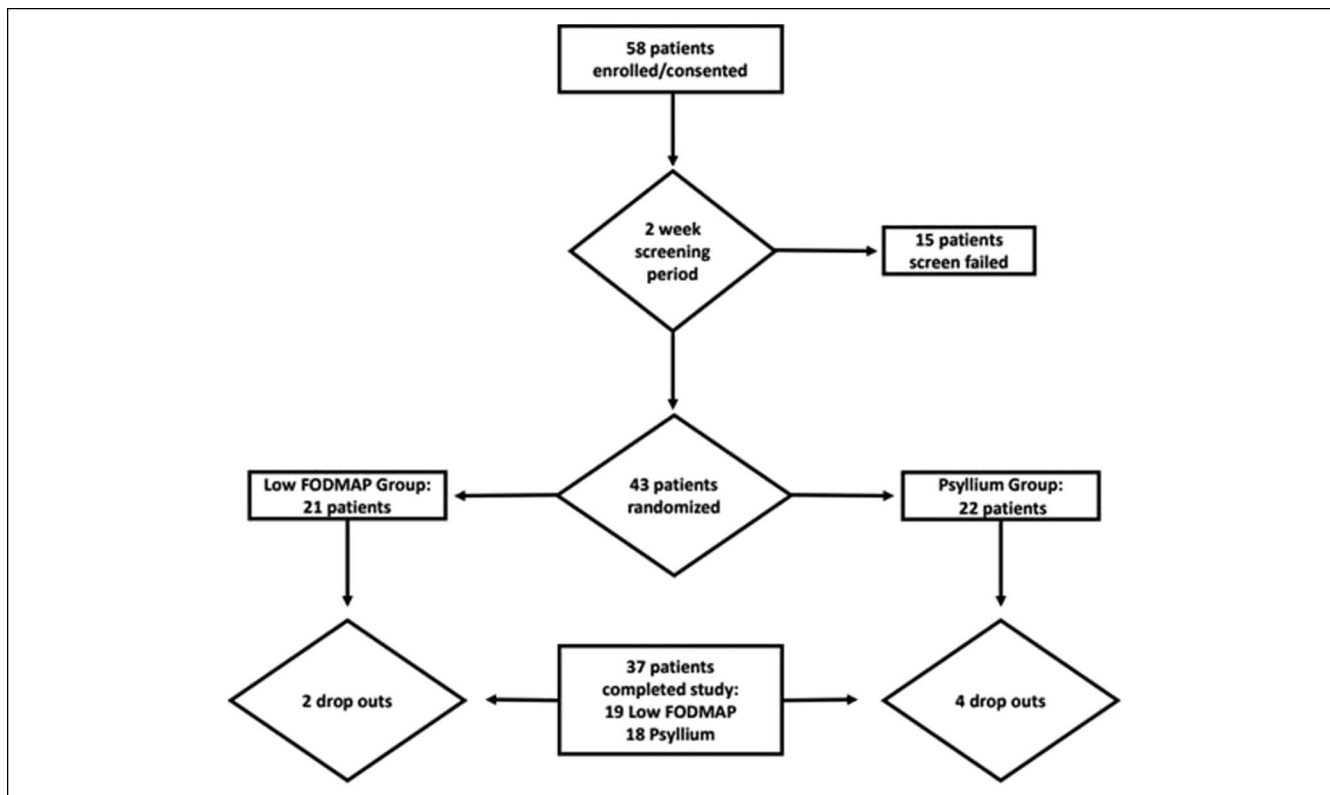 58 patients
enrolled/consented
2 week
screening
period
15 patients
screen failed
43 patients
randomized
Low FODMAP Group:
21 patients
Psyllium Group:
22 patients
2 drop outs
37 patients
completed study:
19 Low FODMAP
18 Psyllium
4 drop outs